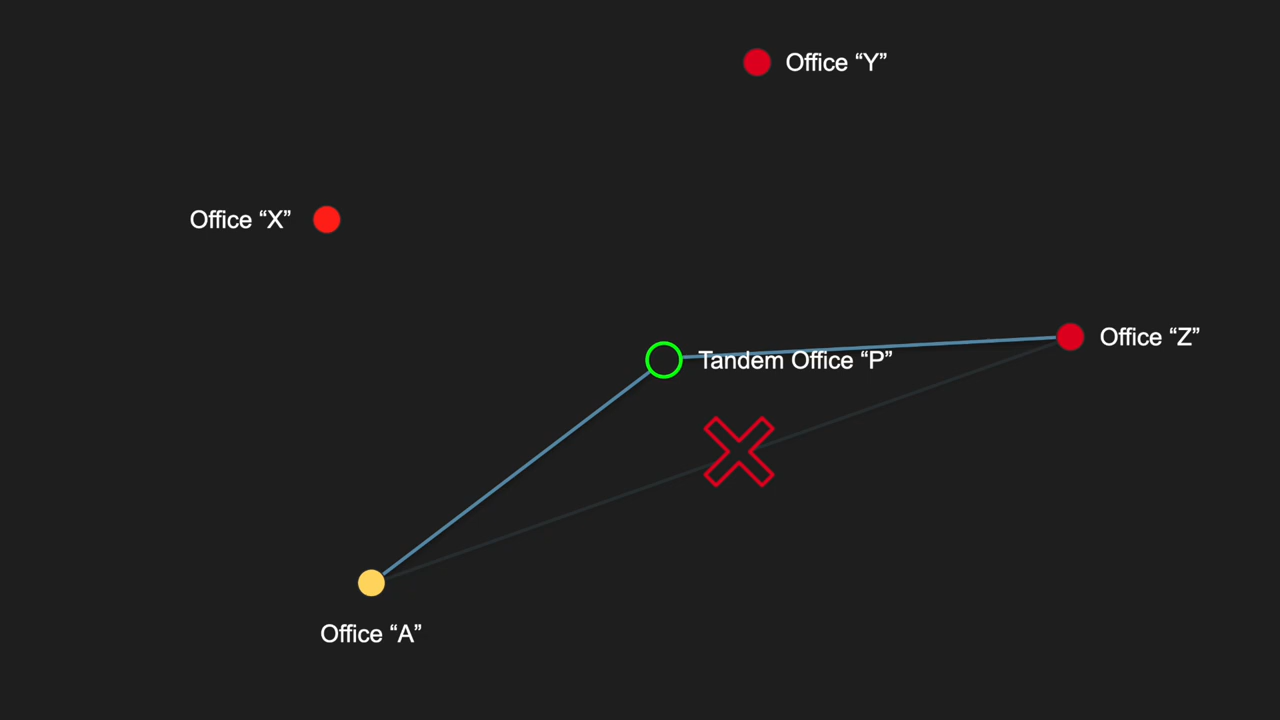 Office “Y”
Office “X”
Office “Z”
Tandem Office “P”
Office “A”